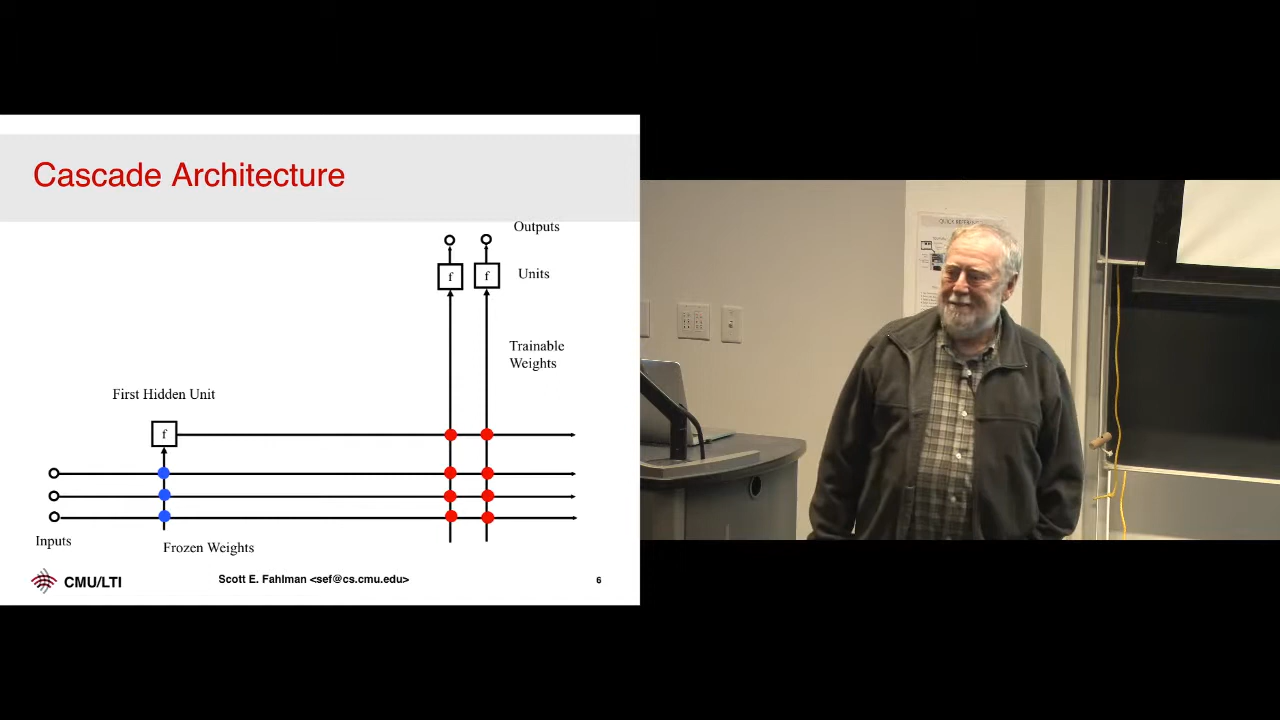 Cascade Architecture
Outputs
f
f
Units
Trainable
Weights
First Hidden Unit
f
Inputs
Frozen Weights
CMU/LTI
Scott E. Fahlman <sef@cs.cmu.edu>
6